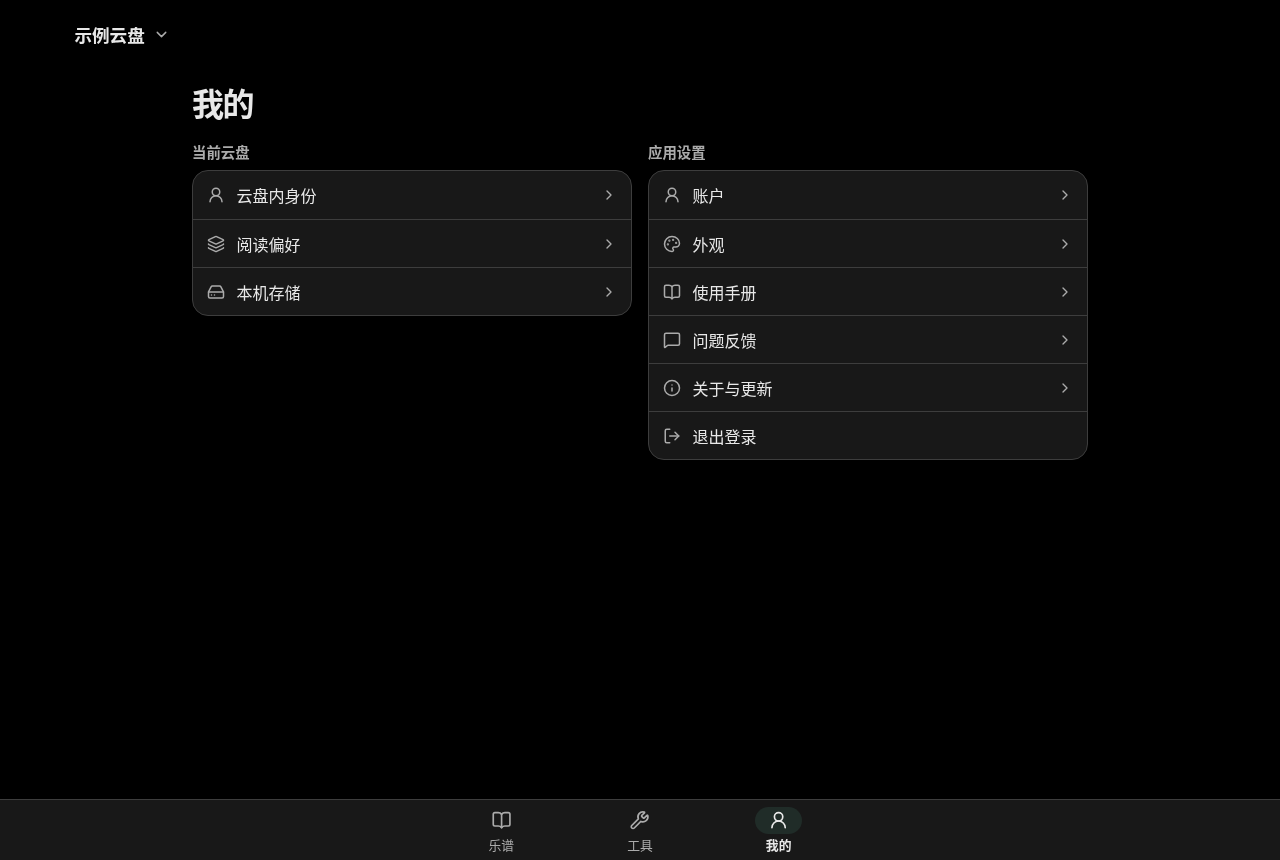 示例云盘
我的
当前云盘
云盘内身份
阅读偏好
本机存储
应用设置
账户
外观
使用手册
问题反馈
关于与更新
退出登录
乐谱
工具
我的